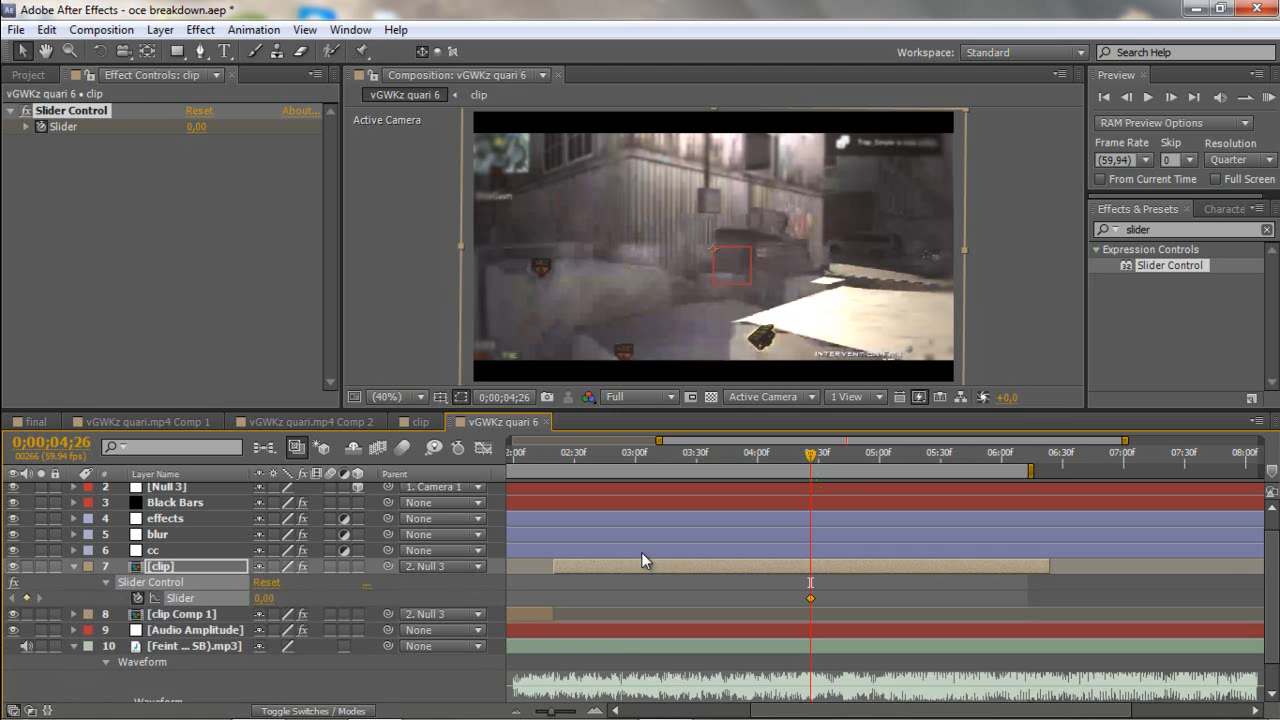 Adobe After Effects - oce breakdown.aep *
File Edit Composition Layer Effect Animation View Window Help
Workspace: Standard Search Help
Project Effect Controls: clip
vGWKz quari 6 • clip
fx Slider Control Reset About...
Slider 0,00
Composition: vGWKz quari 6
vGWKz quari 6 clip
Active Camera
(40%) 0;00;04;26 Full Active Camera 1 View +0,0
Preview
RAM Preview Options
Frame Rate Skip Resolution
(59,94) 0 Quarter
From Current Time Full Screen
Effects & Presets Characte
slider
Expression Controls
32 Slider Control
final vGWKz quari.mp4 Comp 1 vGWKz quari.mp4 Comp 2 clip vGWKz quari 6
0;00;04;26
00266 (59.94 fps)
# Layer Name Parent
2:00f 02:30f 03:00f 03:30f 04:00f 30f 05:00f 05:30f 06:00f 06:30f 07:00f 07:30f 08:00f
2 [Null 3] 1. Camera 1
3 Black Bars fx None
4 effects None
5 blur None
6 cc None
7 [clip] fx 2. Null 3
fx Slider Control Reset ...
Slider 0,00
8 [clip Comp 1] 2. Null 3
9 [Audio Amplitude] fx None
10 [Feint ... SB).mp3] None
Waveform
Waveform
Toggle Switches / Modes